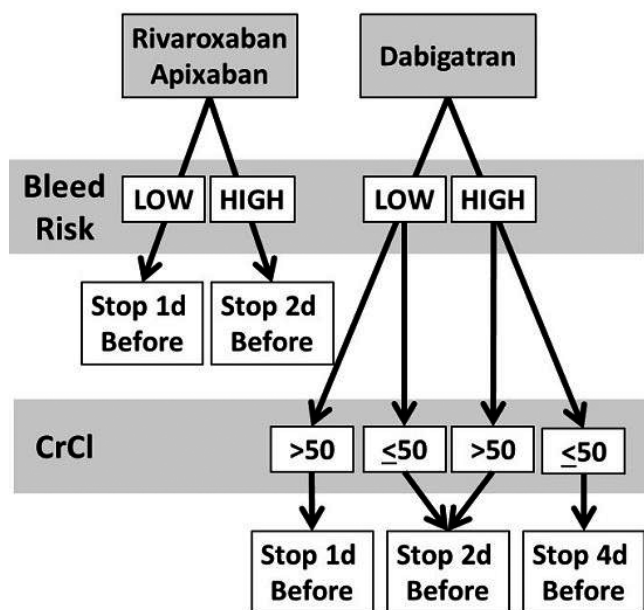 Rivaroxaban
Apixaban
Dabigatran
Bleed
Risk
LOW
HIGH
LOW
HIGH
Stop 1d
Before
Stop 2d
Before
CrCl
>50
≤50
>50
≤50
Stop 1d
Before
Stop 2d
Before
Stop 4d
Before